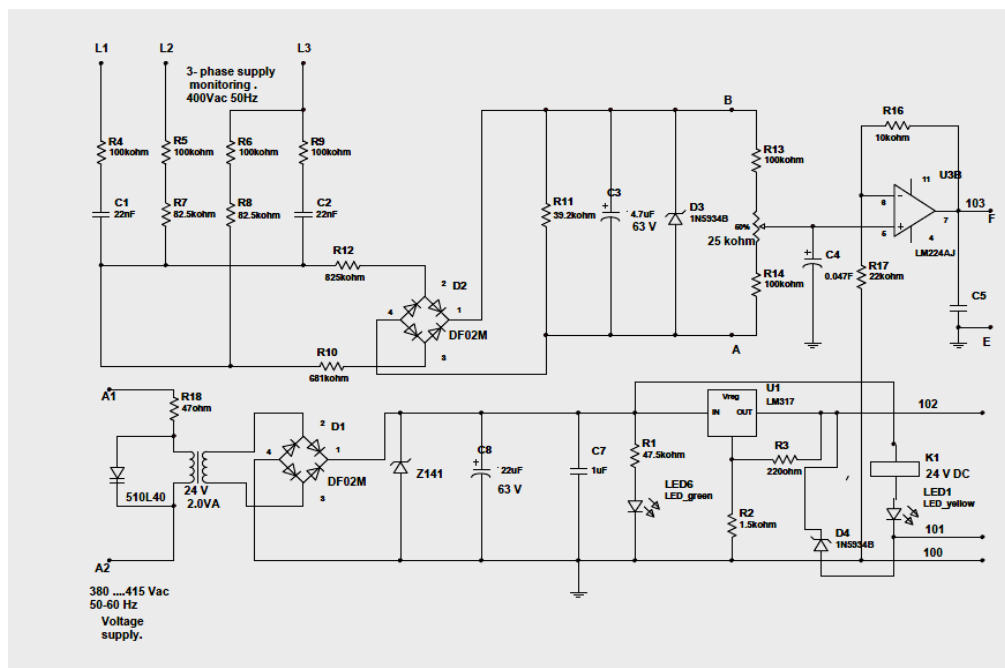 L1
L2
L3
3- phase supply
monitoring .
400Vac 50Hz
R4
100kohm
R5
100kohm
R6
100kohm
R9
100kohm
C1
22nF
R7
82.5kohm
R8
82.5kohm
C2
22nF
R12
825kohm
2
D2
4
1
DF02M
3
R10
681kohm
R11
39.2kohm
C3
4.7uF
63 V
D3
1N5934B
B
R13
100kohm
50%
25 kohm
R14
100kohm
A
C4
0.047F
R16
10kohm
11
U3B
6
5
7
4
LM224AJ
103
F
R17
22kohm
C5
E
A1
R18
47ohm
510L40
24 V
2.0VA
A2
380 ....415 Vac
50-60 Hz
Voltage
supply.
2
D1
4
1
DF02M
3
Z141
C8
22uF
63 V
C7
1uF
R1
47.5kohm
LED6
LED_green
U1
LM317
Vreg
IN
OUT
R3
220ohm
R2
1.5kohm
D4
1N5934B
102
K1
24 V DC
LED1
LED_yellow
101
100